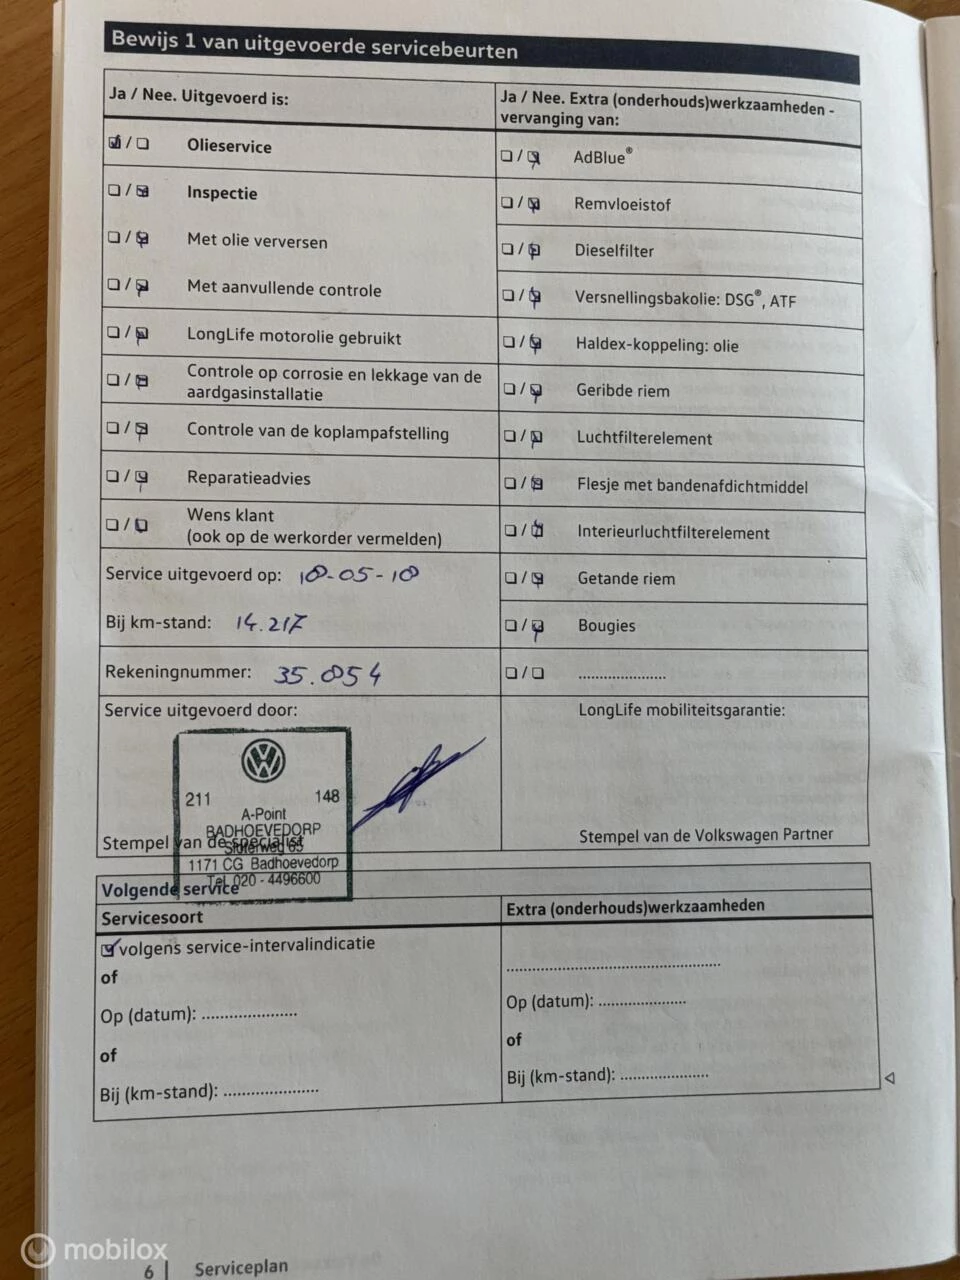 Bewijs 1 van uitgevoerde servicebeurten
Ja / Nee. Uitgevoerd is:
☑ / ☐ Olieservice
☐ / ☑ Inspectie
☐ / ☑ Met olie verversen
☐ / ☑ Met aanvullende controle
☐ / ☑ LongLife motorolie gebruikt
☐ / ☑ Controle op corrosie en lekkage van de
aardgasinstallatie
☐ / ☑ Controle van de koplampafstelling
☐ / ☑ Reparatieadvies
☐ / ☑ Wens klant
(ook op de werkorder vermelden)
Service uitgevoerd op: 18-05-18
Bij km-stand: 14.217
Rekeningnummer: 35.854
Service uitgevoerd door:
211 148
A-Point
BADHOEVEDORP
Sloterweg 65
1171 CG Badhoevedorp
Tel. 020 - 4496600
Stempel van de specialist
Ja / Nee. Extra (onderhouds)werkzaamheden -
vervanging van:
☐ / ☑ AdBlue®
☐ / ☑ Remvloeistof
☐ / ☑ Dieselfilter
☐ / ☑ Versnellingsbakolie: DSG®, ATF
☐ / ☑ Haldex-koppeling: olie
☐ / ☑ Geribde riem
☐ / ☑ Luchtfilterelement
☐ / ☑ Flesje met bandenafdichtmiddel
☐ / ☑ Interieurluchtfilterelement
☐ / ☑ Getande riem
☐ / ☑ Bougies
☐ / ☐ ......................
LongLife mobiliteitsgarantie:
Stempel van de Volkswagen Partner
Volgende service
Servicesoort
☑ volgens service-intervalindicatie
of
Op (datum): .....................
of
Bij (km-stand): .....................
Extra (onderhouds)werkzaamheden
..............................................
Op (datum): ...................
of
Bij (km-stand): ...................
6 | Serviceplan
mobilox